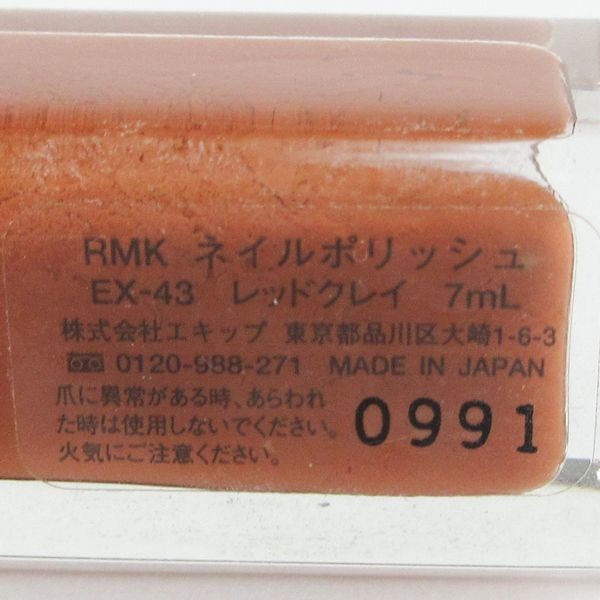 RMK ネイルポリッシュ
EX-43 レッドクレイ 7mL
株式会社エキップ 東京都品川区大崎1-6-3
0120-988-271 MADE IN JAPAN
爪に異常がある時、あらわれ
た時は使用しないでください。
火気にご注意ください。
0991